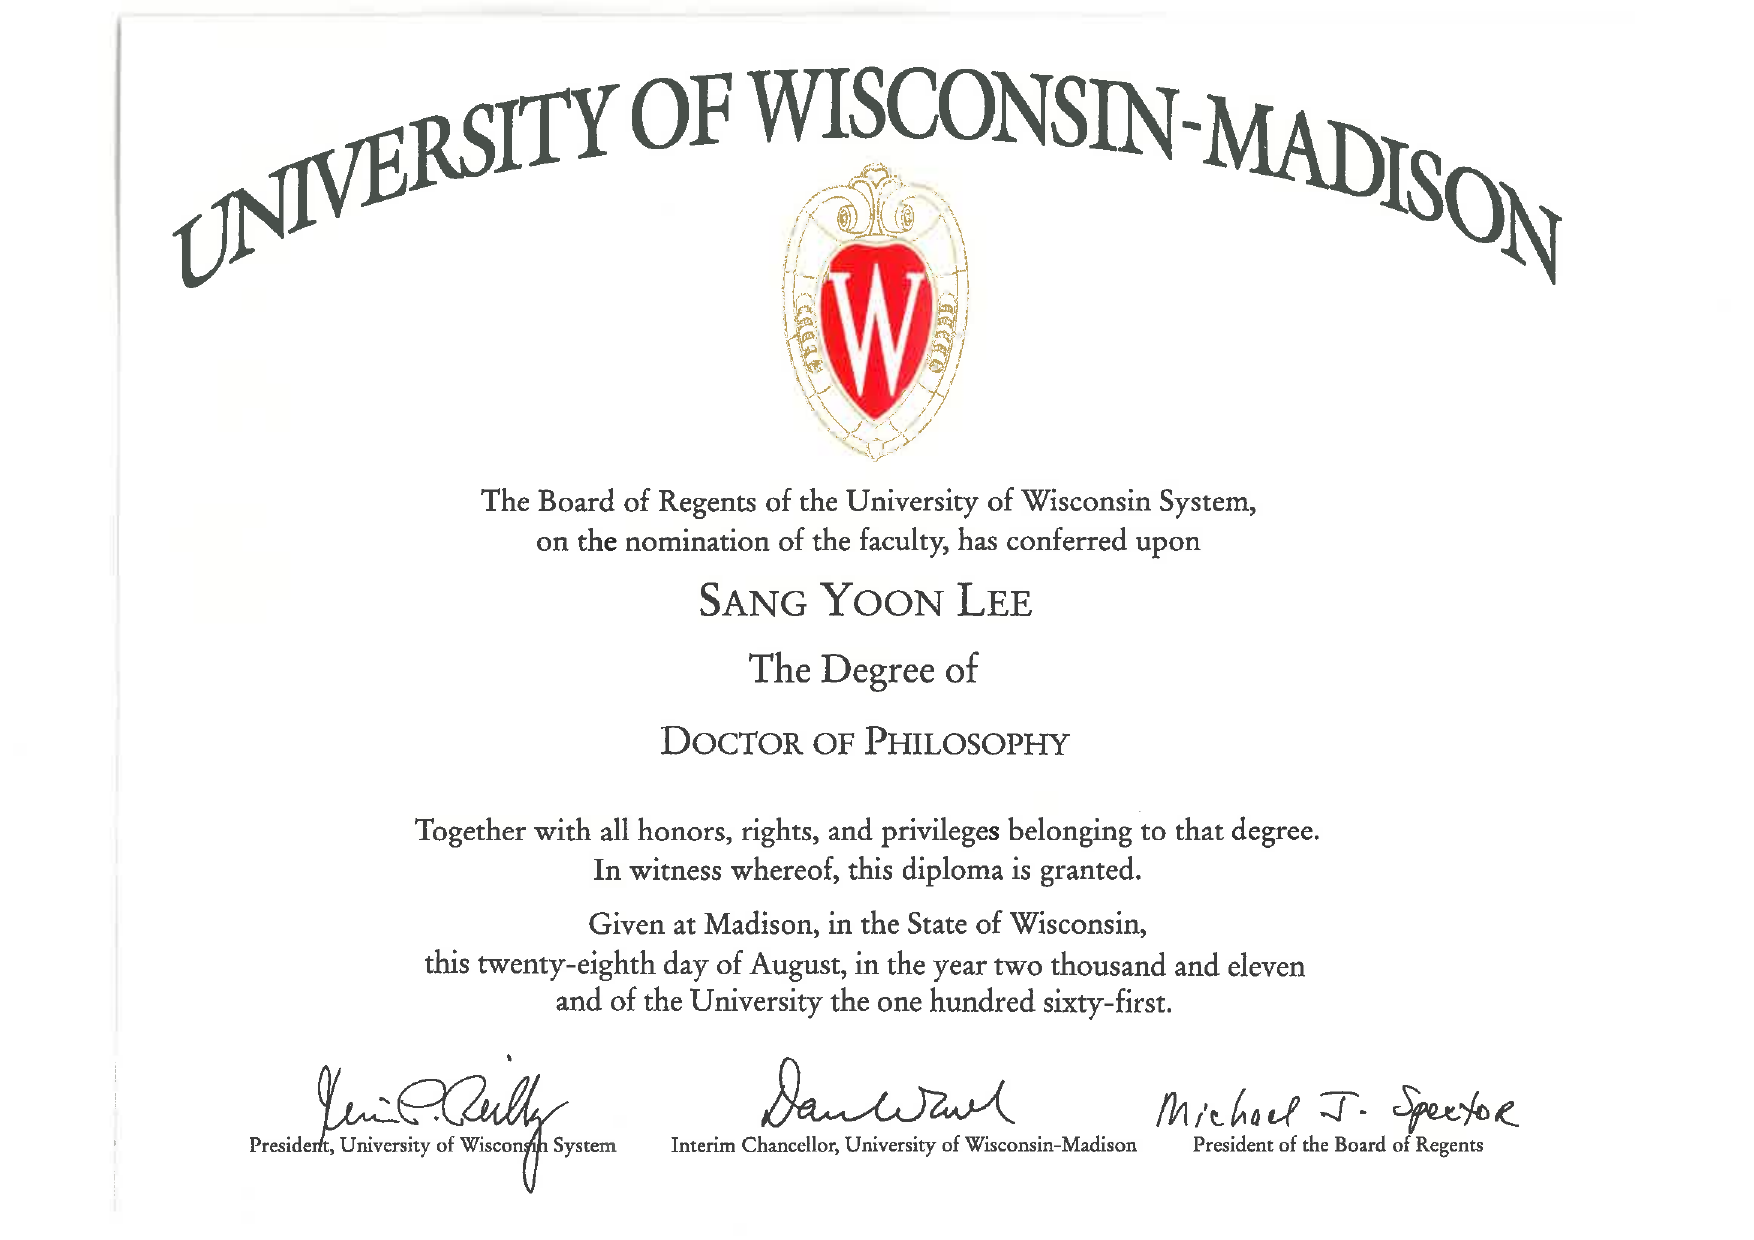 UNIVERSITY OF WISCONSIN-MADISON
W
The Board of Regents of the University of Wisconsin System,
on the nomination of the faculty, has conferred upon
SANG YOON LEE
The Degree of
DOCTOR OF PHILOSOPHY
Together with all honors, rights, and privileges belonging to that degree.
In witness whereof, this diploma is granted.
Given at Madison, in the State of Wisconsin,
this twenty-eighth day of August, in the year two thousand and eleven
and of the University the one hundred sixty-first.
Kevin P. Reilly
David Ward
Michael J. Spector
President, University of Wisconsin System
Interim Chancellor, University of Wisconsin-Madison
President of the Board of Regents